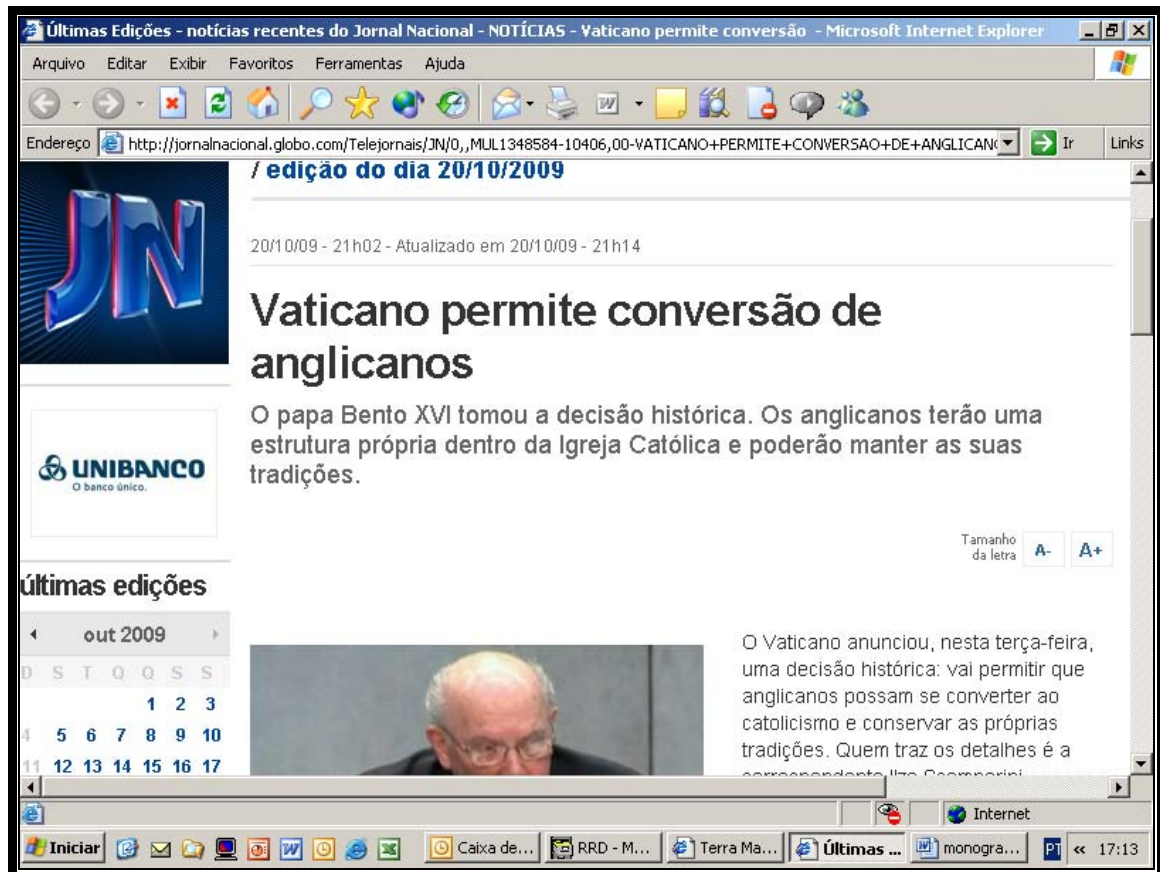 Últimas Edições - notícias recentes do Jornal Nacional - NOTÍCIAS - Vaticano permite conversão - Microsoft Internet Explorer
Arquivo Editar Exibir Favoritos Ferramentas Ajuda
Endereço http://jornalnacional.globo.com/Telejornais/JN/0,,MUL1348584-10406,00-VATICANO+PERMITE+CONVERSAO+DE+ANGLICAN Ir Links
JN
/ edição do dia 20/10/2009
20/10/09 - 21h02 - Atualizado em 20/10/09 - 21h14
Vaticano permite conversão de
anglicanos
O papa Bento XVI tomou a decisão histórica. Os anglicanos terão uma
estrutura própria dentro da Igreja Católica e poderão manter as suas
tradições.
UNIBANCO
O banco único.
Tamanho
da letra A- A+
últimas edições
out 2009
D S T Q Q S S
1 2 3
4 5 6 7 8 9 10
11 12 13 14 15 16 17
O Vaticano anunciou, nesta terça-feira,
uma decisão histórica: vai permitir que
anglicanos possam se converter ao
catolicismo e conservar as próprias
tradições. Quem traz os detalhes é a
Internet
Iniciar Caixa de... RRD - M... Terra Ma... Últimas ... monogra... PT « 17:13